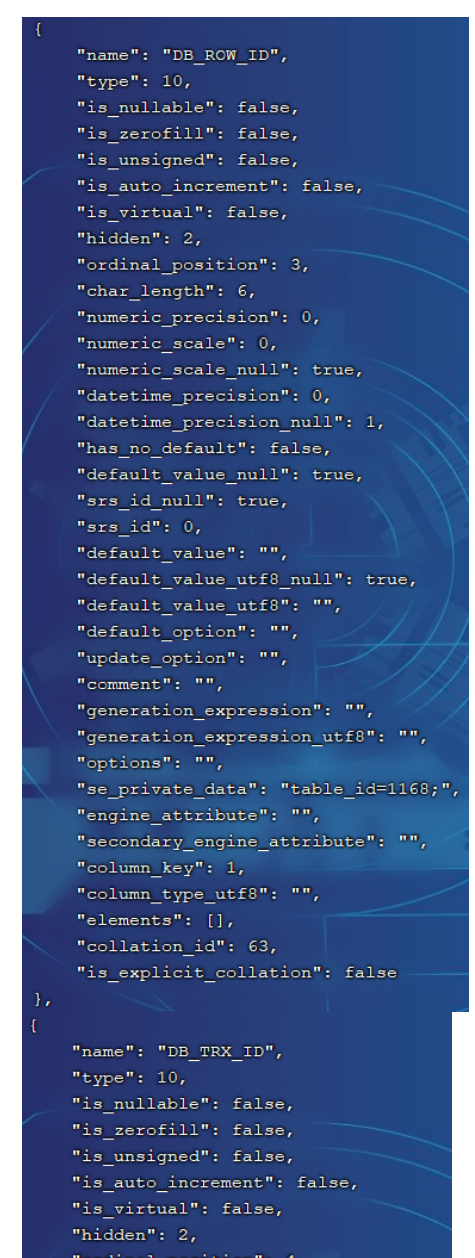 {
"name": "DB_ROW_ID",
"type": 10,
"is_nullable": false,
"is_zerofill": false,
"is_unsigned": false,
"is_auto_increment": false,
"is_virtual": false,
"hidden": 2,
"ordinal_position": 3,
"char_length": 6,
"numeric_precision": 0,
"numeric_scale": 0,
"numeric_scale_null": true,
"datetime_precision": 0,
"datetime_precision_null": 1,
"has_no_default": false,
"default_value_null": true,
"srs_id_null": true,
"srs_id": 0,
"default_value": "",
"default_value_utf8_null": true,
"default_value_utf8": "",
"default_option": "",
"update_option": "",
"comment": "",
"generation_expression": "",
"generation_expression_utf8": "",
"options": "",
"se_private_data": "table_id=1168;",
"engine_attribute": "",
"secondary_engine_attribute": "",
"column_key": 1,
"column_type_utf8": "",
"elements": [],
"collation_id": 63,
"is_explicit_collation": false
},
{
"name": "DB_TRX_ID",
"type": 10,
"is_nullable": false,
"is_zerofill": false,
"is_unsigned": false,
"is_auto_increment": false,
"is_virtual": false,
"hidden": 2,